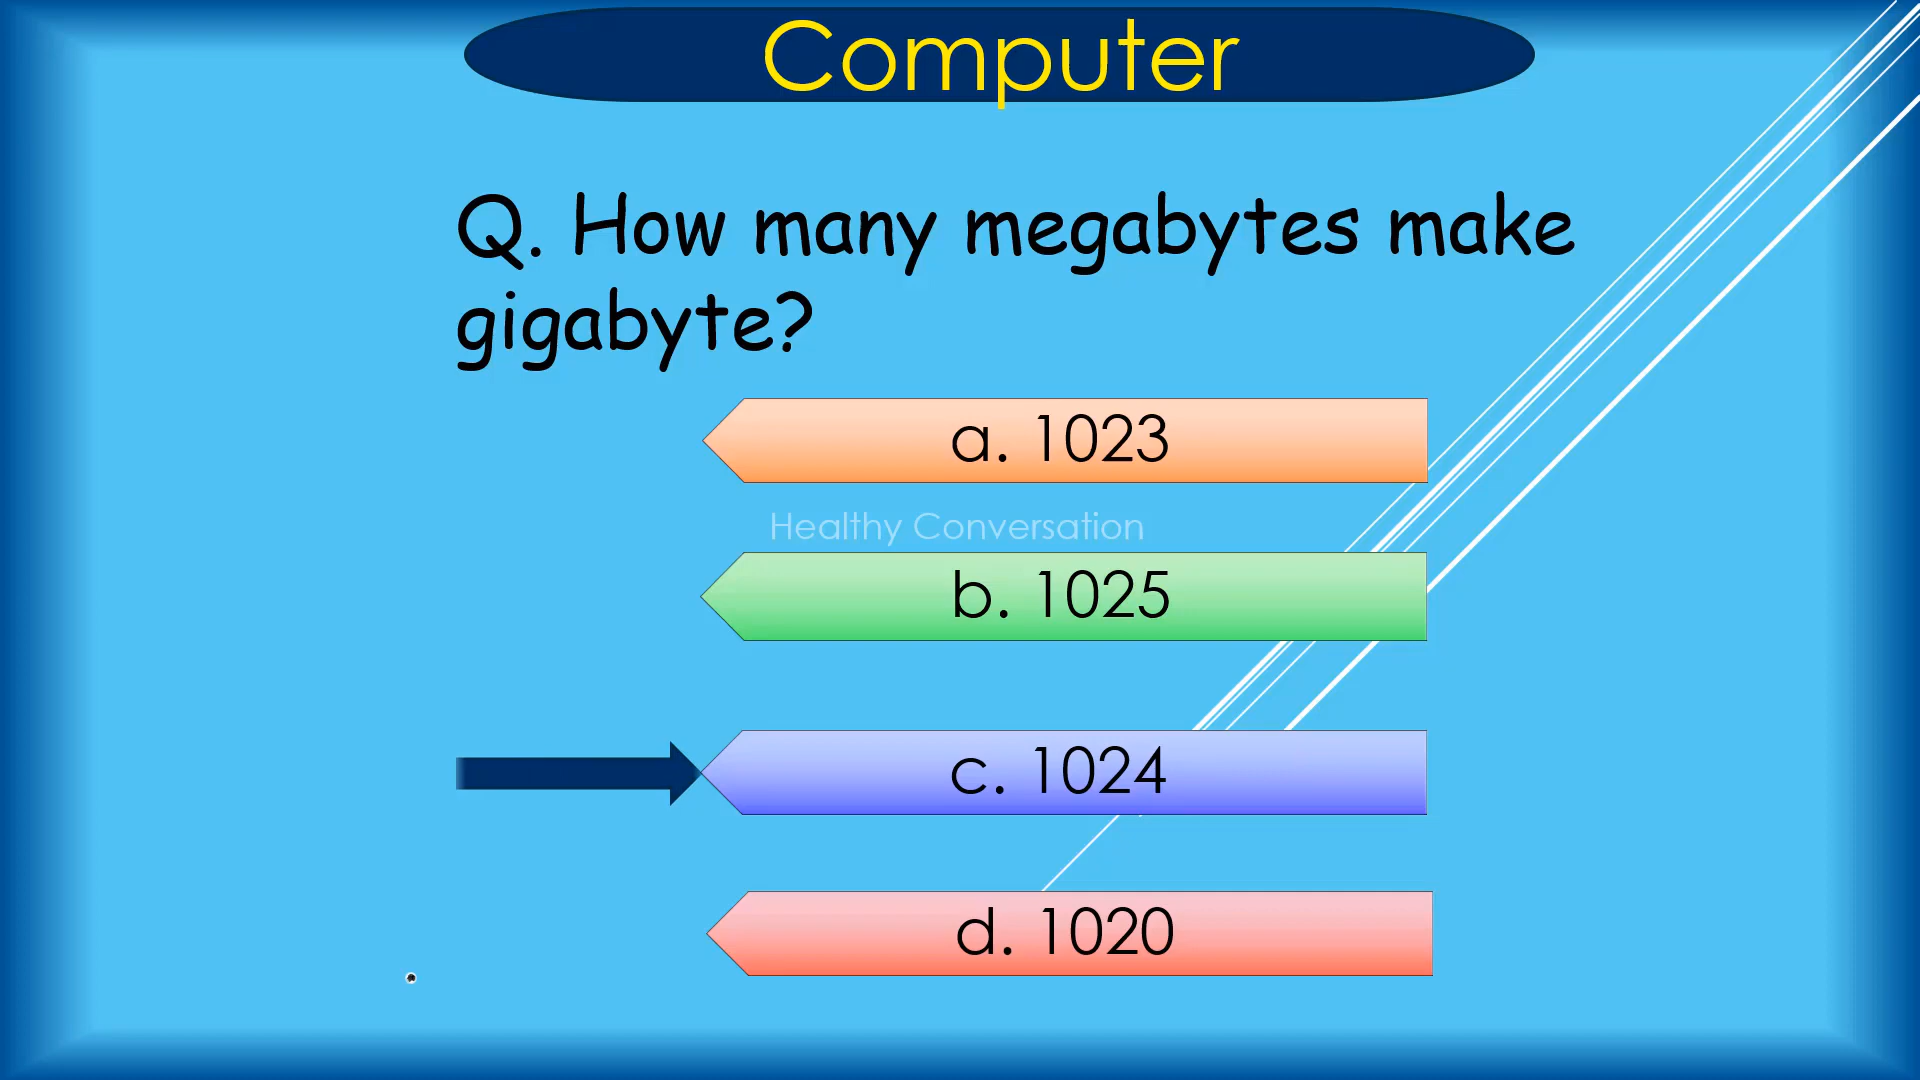 Computer
Q. How many megabytes make
gigabyte?
a. 1023
Healthy Conversation
b. 1025
c. 1024
d. 1020